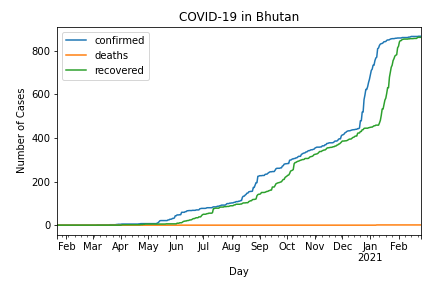 COVID-19 in Bhutan
confirmed
deaths
recovered
Number of Cases
800
600
400
200
0
Feb Mar Apr May Jun Jul Aug Sep Oct Nov Dec Jan Feb
2021
Day